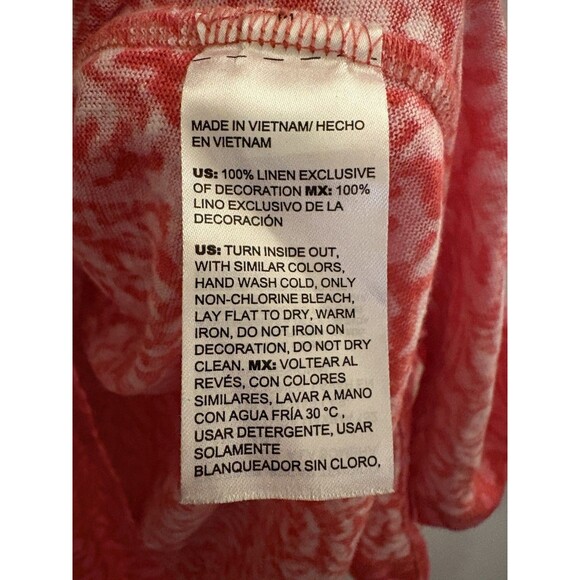 MADE IN VIETNAM/ HECHO
EN VIETNAM
US: 100% LINEN EXCLUSIVE
OF DECORATION MX: 100%
LINO EXCLUSIVO DE LA
DECORACIÓN
US: TURN INSIDE OUT,
WITH SIMILAR COLORS,
HAND WASH COLD, ONLY
NON-CHLORINE BLEACH,
LAY FLAT TO DRY, WARM
IRON, DO NOT IRON ON
DECORATION, DO NOT DRY
CLEAN. MX: VOLTEAR AL
REVÉS, CON COLORES
SIMILARES, LAVAR A MANO
CON AGUA FRÍA 30 °C ,
USAR DETERGENTE, USAR
SOLAMENTE
BLANQUEADOR SIN CLORO,